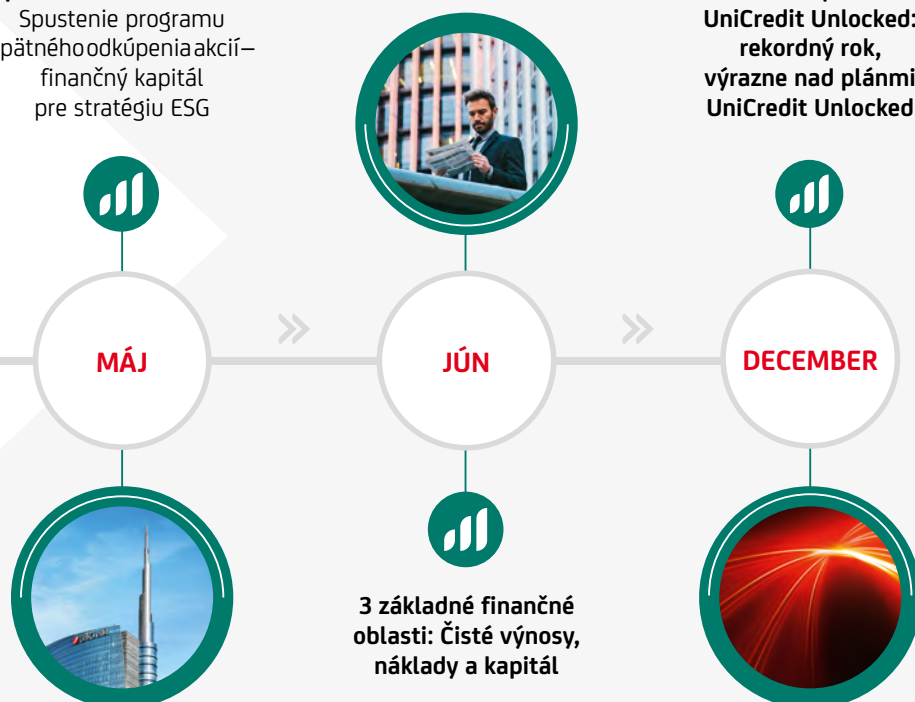 Spustenie programu
spätného odkúpenia akcií –
finančný kapitál
pre stratégiu ESG
MÁJ
JÚN
3 základné finančné
oblasti: Čisté výnosy,
náklady a kapitál
UniCredit Unlocked:
rekordný rok,
výrazne nad plánmi
UniCredit Unlocked
DECEMBER